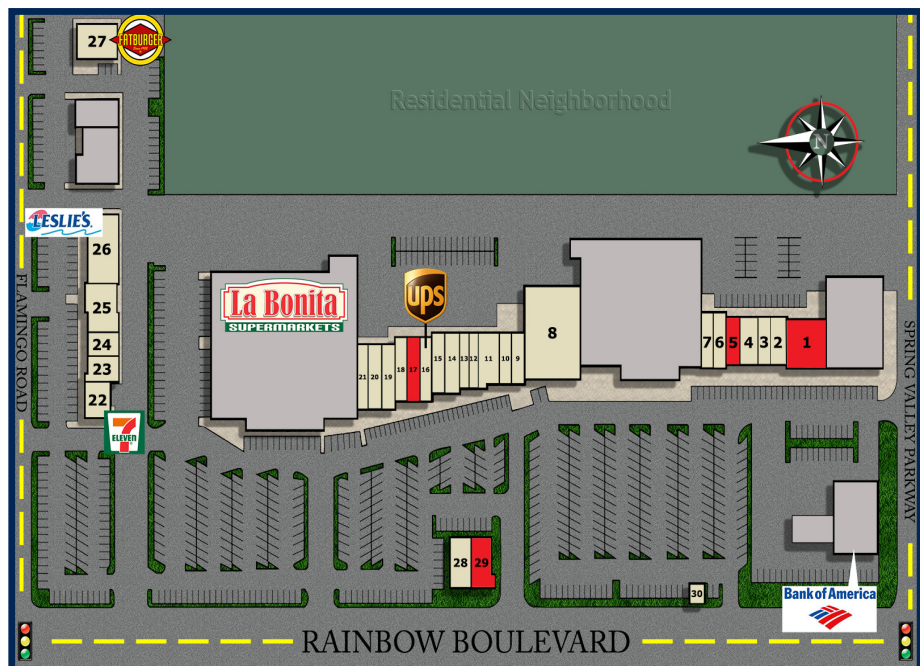 27
FATBURGER
Residential Neighborhood
N
LESLIE'S.
26
25
24
23
22
7
ELEVEN
FLAMINGO ROAD
La Bonita
SUPERMARKETS
ups
21
20
19
18
17
16
15
14
13
12
11
10
9
8
7
6
5
4
3
2
1
SPRING VALLEY PARKWAY
28
29
30
Bank of America
RAINBOW BOULEVARD